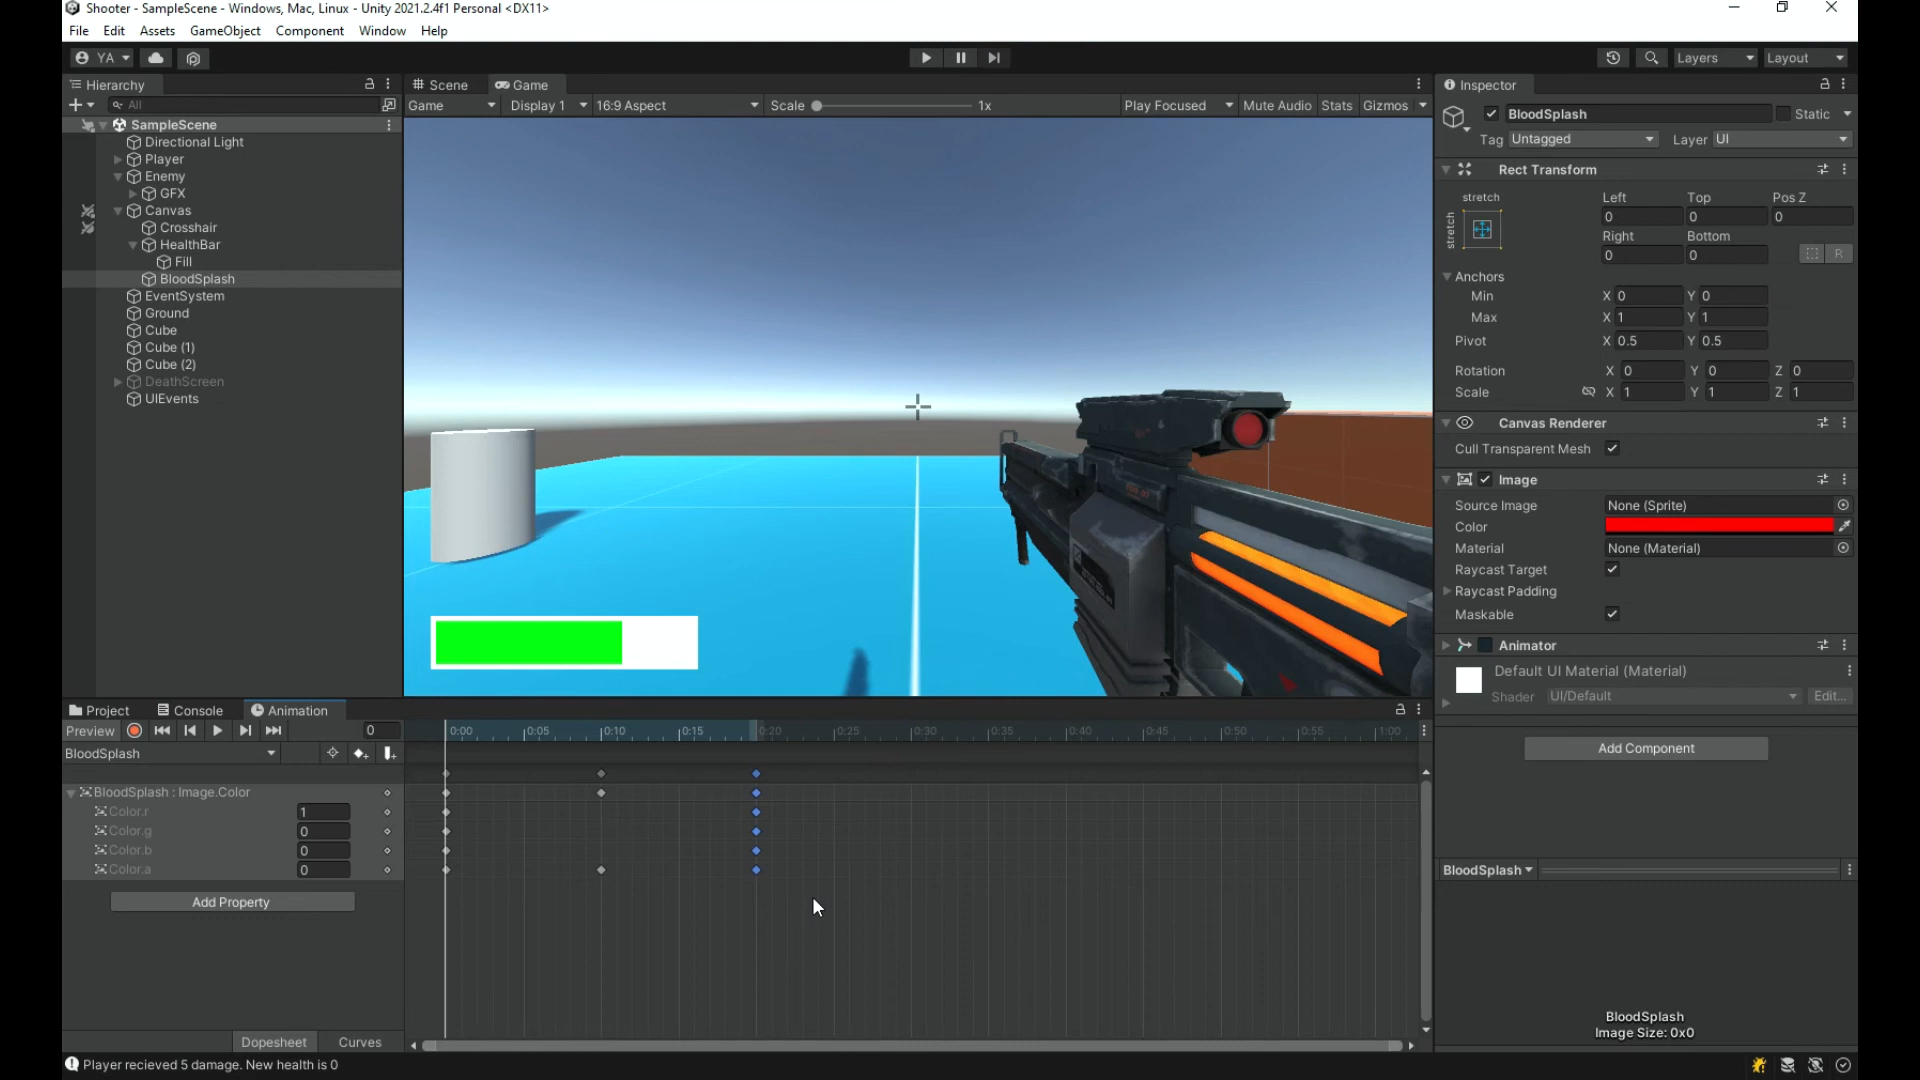 Shooter - SampleScene - Windows, Mac, Linux - Unity 2021.2.4f1 Personal <DX11>
File Edit Assets GameObject Component Window Help
YA Layers Layout
Hierarchy Scene Game Inspector
All Game Display 1 16:9 Aspect Scale 1x Play Focused Mute Audio Stats Gizmos
SampleScene
Directional Light
Player
Enemy
GFX
Canvas
Crosshair
HealthBar
Fill
BloodSplash
EventSystem
Ground
Cube
Cube (1)
Cube (2)
DeathScreen
UIEvents
BloodSplash Static
Tag Untagged Layer UI
Rect Transform
stretch Left Top Pos Z
stretch 0 0 0
Right Bottom
0 0 R
Anchors
Min X 0 Y 0
Max X 1 Y 1
Pivot X 0.5 Y 0.5
Rotation X 0 Y 0 Z 0
Scale X 1 Y 1 Z 1
Canvas Renderer
Cull Transparent Mesh
Image
Source Image None (Sprite)
Color
Material None (Material)
Raycast Target
Raycast Padding
Maskable
Animator
Default UI Material (Material)
Shader UI/Default Edit...
Add Component
BloodSplash
BloodSplash
Image Size: 0x0
Project Console Animation
Preview 0 0:00 0:05 0:10 0:15 0:20 0:25 0:30 0:35 0:40 0:45 0:50 0:55 1:00
BloodSplash
BloodSplash : Image.Color
Color.r 1
Color.g 0
Color.b 0
Color.a 0
Add Property
Dopesheet Curves
Player recieved 5 damage. New health is 0